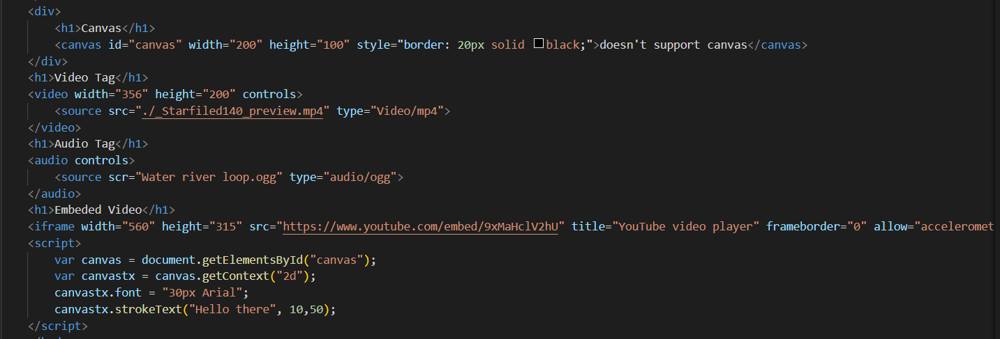 <div>
<h1>Canvas</h1>
<canvas id="canvas" width="200" height="100" style="border: 20px solid black;">doesn't support canvas</canvas>
</div>
<h1>Video Tag</h1>
<video width="356" height="200" controls>
<source src="./_Starfiled140_preview.mp4" type="Video/mp4">
</video>
<h1>Audio Tag</h1>
<audio controls>
<source scr="Water river loop.ogg" type="audio/ogg">
</audio>
<h1>Embeded Video</h1>
<iframe width="560" height="315" src="https://www.youtube.com/embed/9xMaHclV2hU" title="YouTube video player" frameborder="0" allow="acceleromet
<script>
var canvas = document.getElementsById("canvas");
var canvastx = canvas.getContext("2d");
canvastx.font = "30px Arial";
canvastx.strokeText("Hello there", 10,50);
</script>